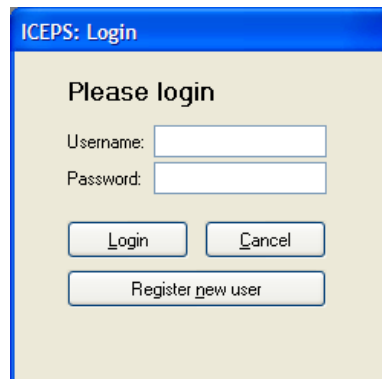 ICEPS: Login
Please login
Username:
Password:
Login Cancel
Register new user